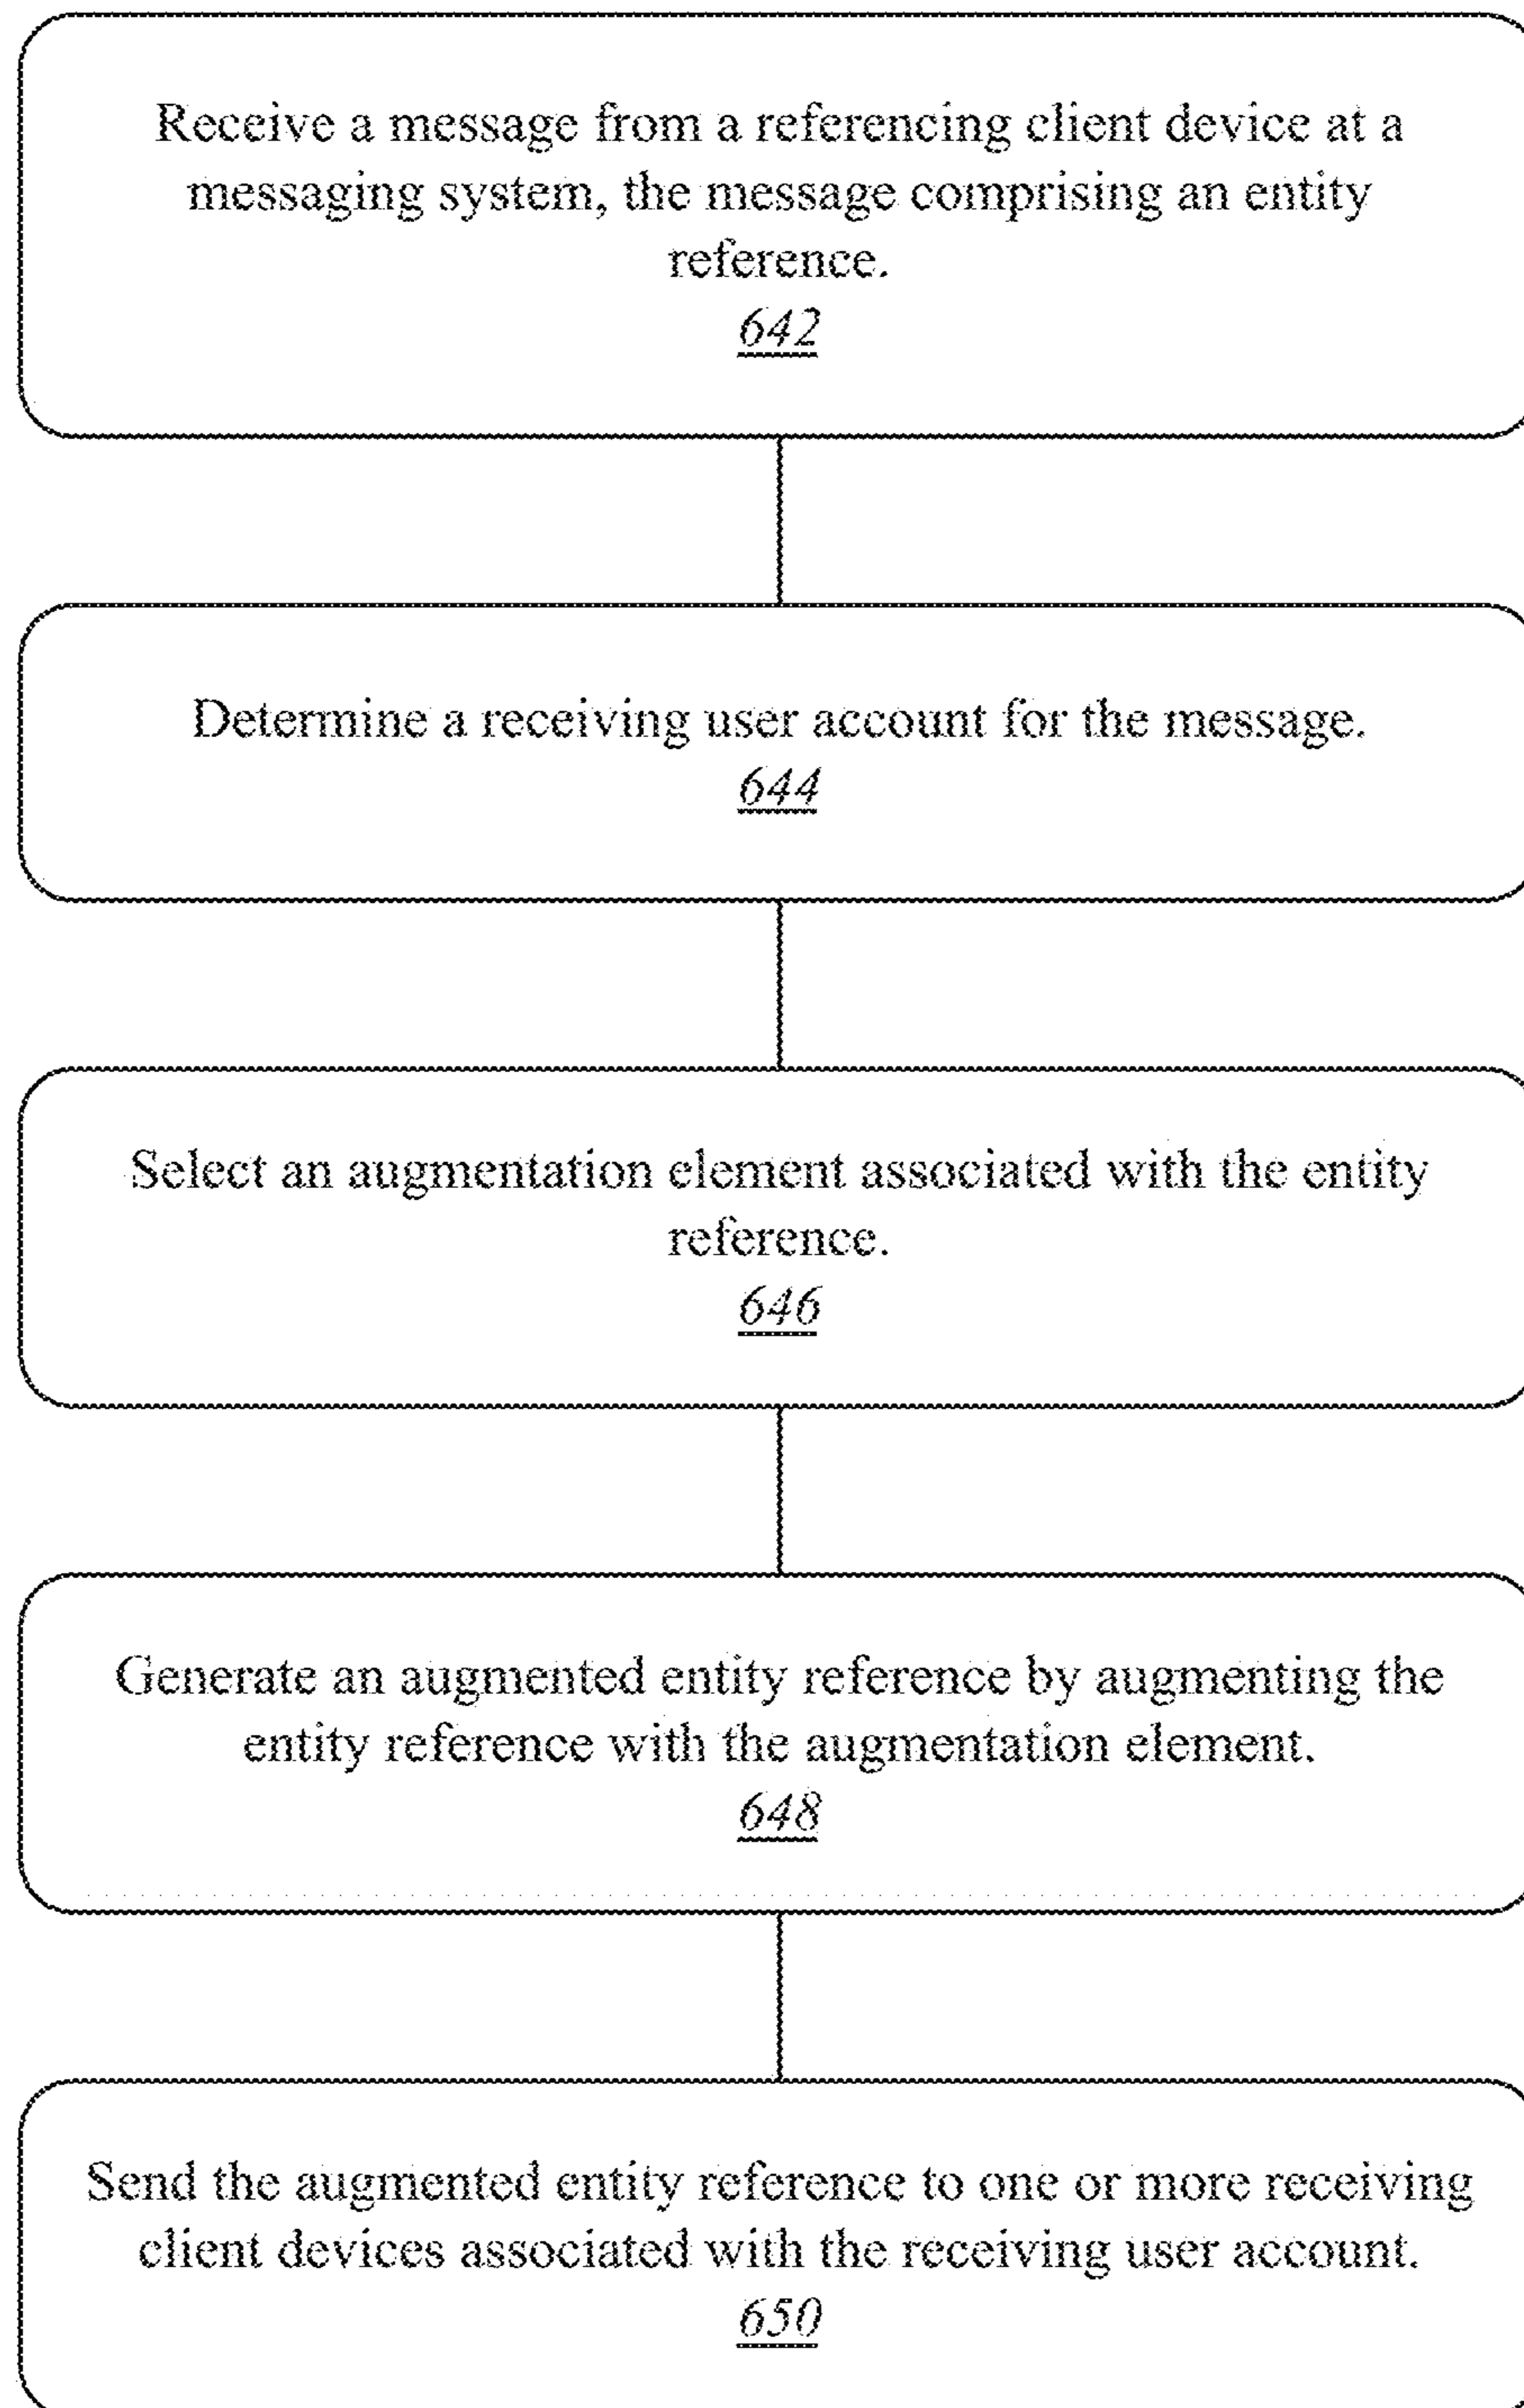 Receive a message from a referencing client device at a
messaging system, the message comprising an entity
reference.
642
Determine a receiving user account for the message.
644
Select an augmentation element associated with the entity
reference.
646
Generate an augmented entity reference by augmenting the
entity reference with the augmentation element.
648
Send the augmented entity reference to one or more receiving
client devices associated with the receiving user account.
650